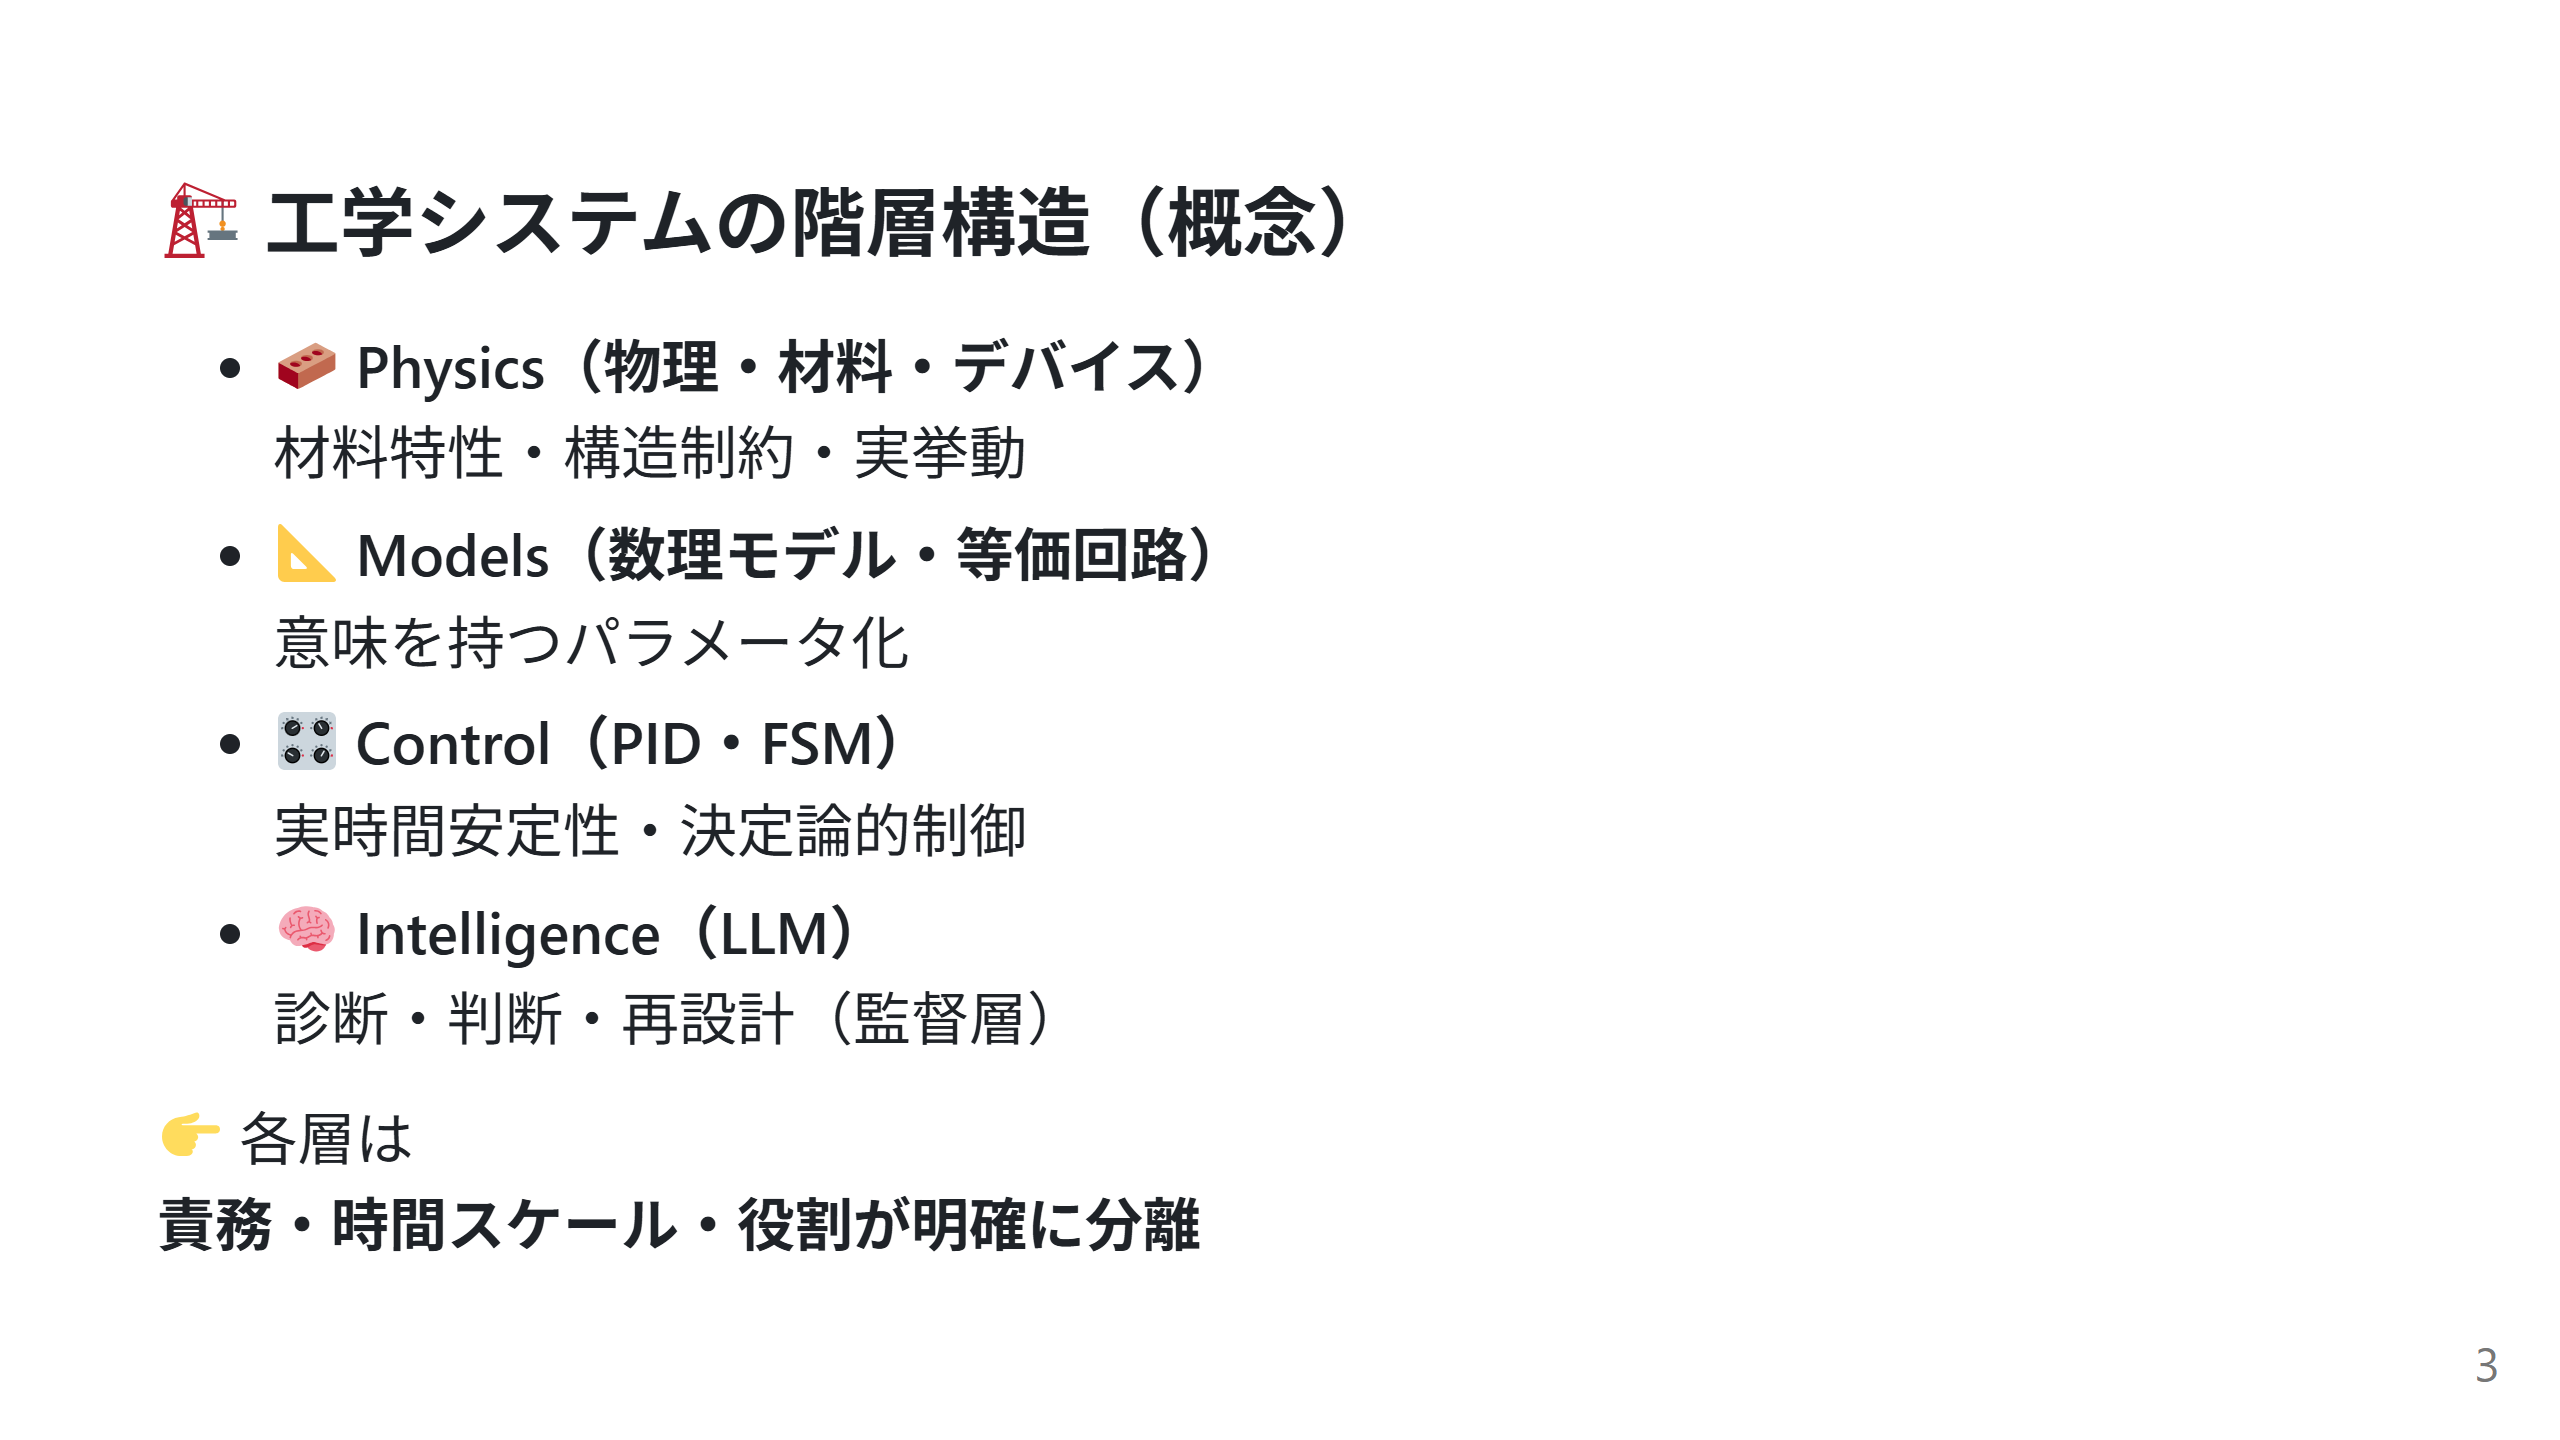 🏗️ 工学システムの階層構造（概念）
• 🧱 Physics（物理・材料・デバイス）
材料特性・構造制約・実挙動
• 📐 Models（数理モデル・等価回路）
意味を持つパラメータ化
• 🎛️ Control（PID・FSM）
実時間安定性・決定論的制御
• 🧠 Intelligence（LLM）
診断・判断・再設計（監督層）
👉 各層は
責務・時間スケール・役割が明確に分離
3